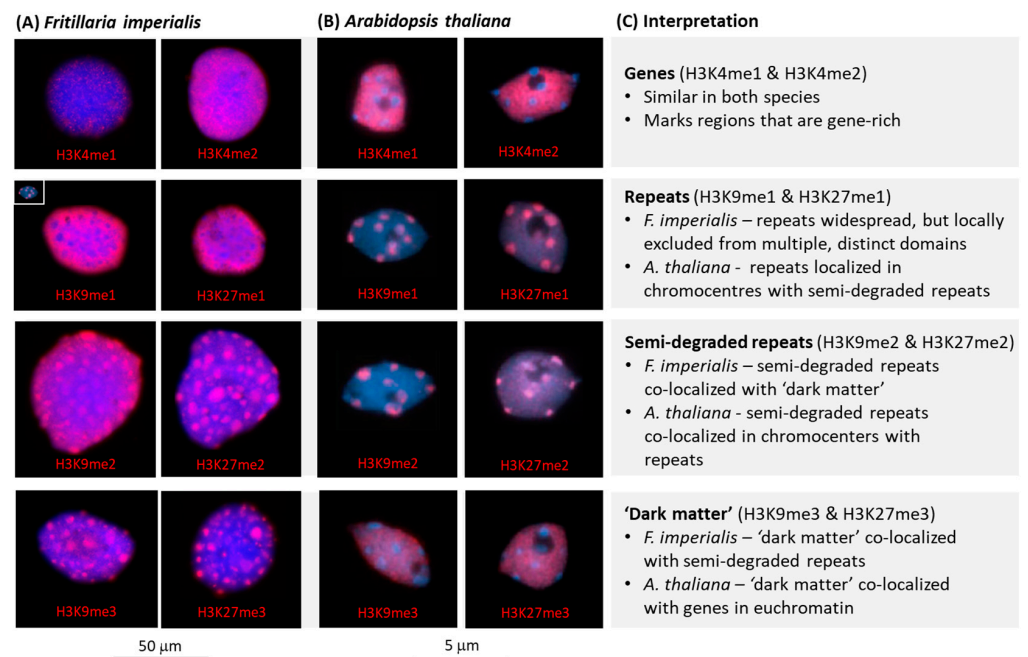 (A) Fritillaria imperialis
(B) Arabidopsis thaliana
(C) Interpretation
H3K4me1
H3K4me2
H3K4me1
H3K4me2
Genes (H3K4me1 & H3K4me2)
• Similar in both species
• Marks regions that are gene-rich
H3K9me1
H3K27me1
H3K9me1
H3K27me1
Repeats (H3K9me1 & H3K27me1)
• F. imperialis – repeats widespread, but locally
excluded from multiple, distinct domains
• A. thaliana - repeats localized in
chromocentres with semi-degraded repeats
H3K9me2
H3K27me2
H3K9me2
H3K27me2
Semi-degraded repeats (H3K9me2 & H3K27me2)
• F. imperialis – semi-degraded repeats
co-localized with ‘dark matter’
• A. thaliana - semi-degraded repeats
co-localized in chromocenters with
repeats
H3K9me3
H3K27me3
H3K9me3
H3K27me3
‘Dark matter’ (H3K9me3 & H3K27me3)
• F. imperialis – ‘dark matter’ co-localized
with semi-degraded repeats
• A. thaliana – ‘dark matter’ co-localized
with genes in euchromatin
50 µm
5 µm